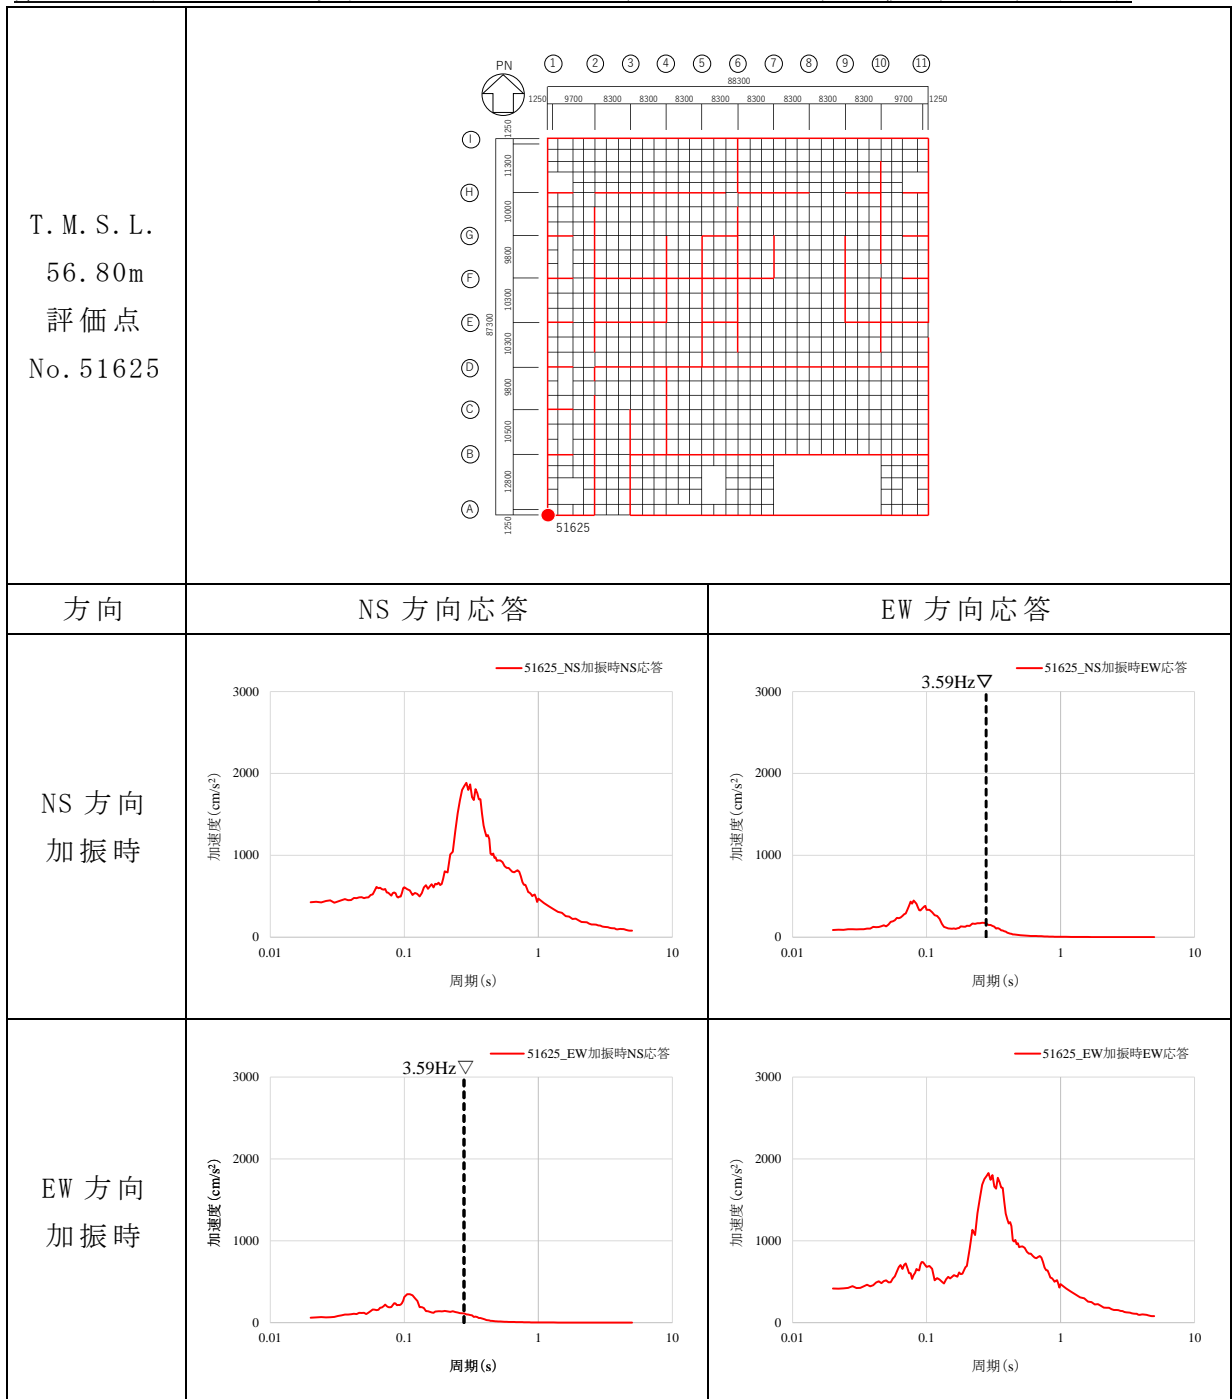 T.M.S.L.
56.80m
評価点
No.51625
PN
1 2 3 4 5 6 7 8 9 10 11
88300
1250 9700 8300 8300 8300 8300 8300 8300 8300 8300 9700 1250
I
H
G
F
E
D
C
B
A
1250
11300
10000
9800
10300
10300
9800
10500
12800
1250
87300
51625
方向
NS 方向応答
EW 方向応答
NS 方向
加振時
51625_NS加振時NS応答
3000
2000
1000
0
0.01 0.1 1 10
加速度(cm/s²)
周期(s)
51625_NS加振時EW応答
3.59Hz▽
3000
2000
1000
0
0.01 0.1 1 10
加速度(cm/s²)
周期(s)
EW 方向
加振時
51625_EW加振時NS応答
3.59Hz▽
3000
2000
1000
0
0.01 0.1 1 10
加速度(cm/s²)
周期(s)
51625_EW加振時EW応答
3000
2000
1000
0
0.01 0.1 1 10
加速度(cm/s²)
周期(s)